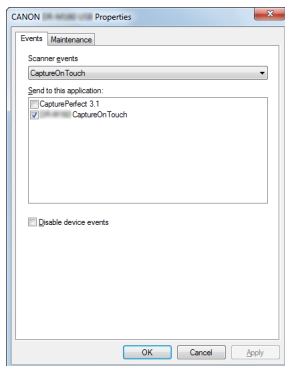 CANON Properties
Events Maintenance
Scanner events
CaptureOnTouch
Send to this application:
CapturePerfect 3.1
CaptureOnTouch
Disable device events
OK Cancel Apply